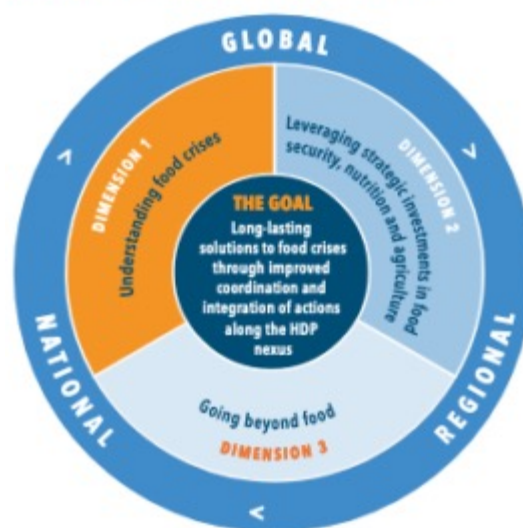 GLOBAL
DIMENSION 1
Understanding food crises
Leveraging strategic investments in food
security, nutrition and agriculture
DIMENSION 2
THE GOAL
Long-lasting
solutions to food crises
through improved
coordination and
integration of actions
along the HDP
nexus
NATIONAL
REGIONAL
Going beyond food
DIMENSION 3